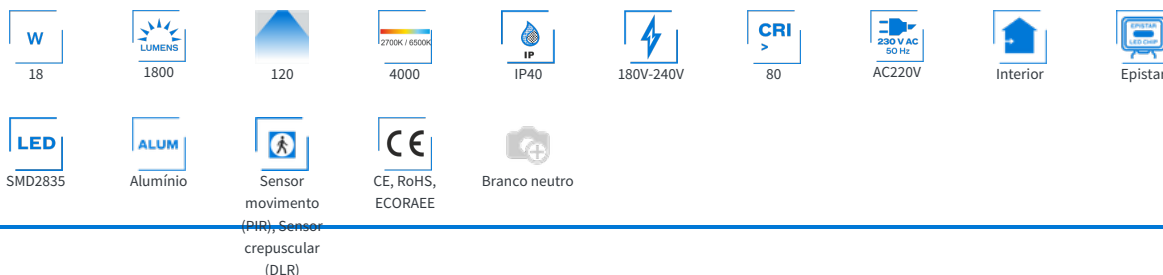 W
LUMENS
2700K / 6500K
IP
CRI
>
230 V AC
50 Hz
EPISTAR
LED CHIP
18
1800
120
4000
IP40
180V-240V
80
AC220V
Interior
Epistar
LED
ALUM
CE
SMD2835
Alumínio
Sensor
movimento
(PIR), Sensor
crepuscular
(DLR)
CE, RoHS,
ECORAEE
Branco neutro